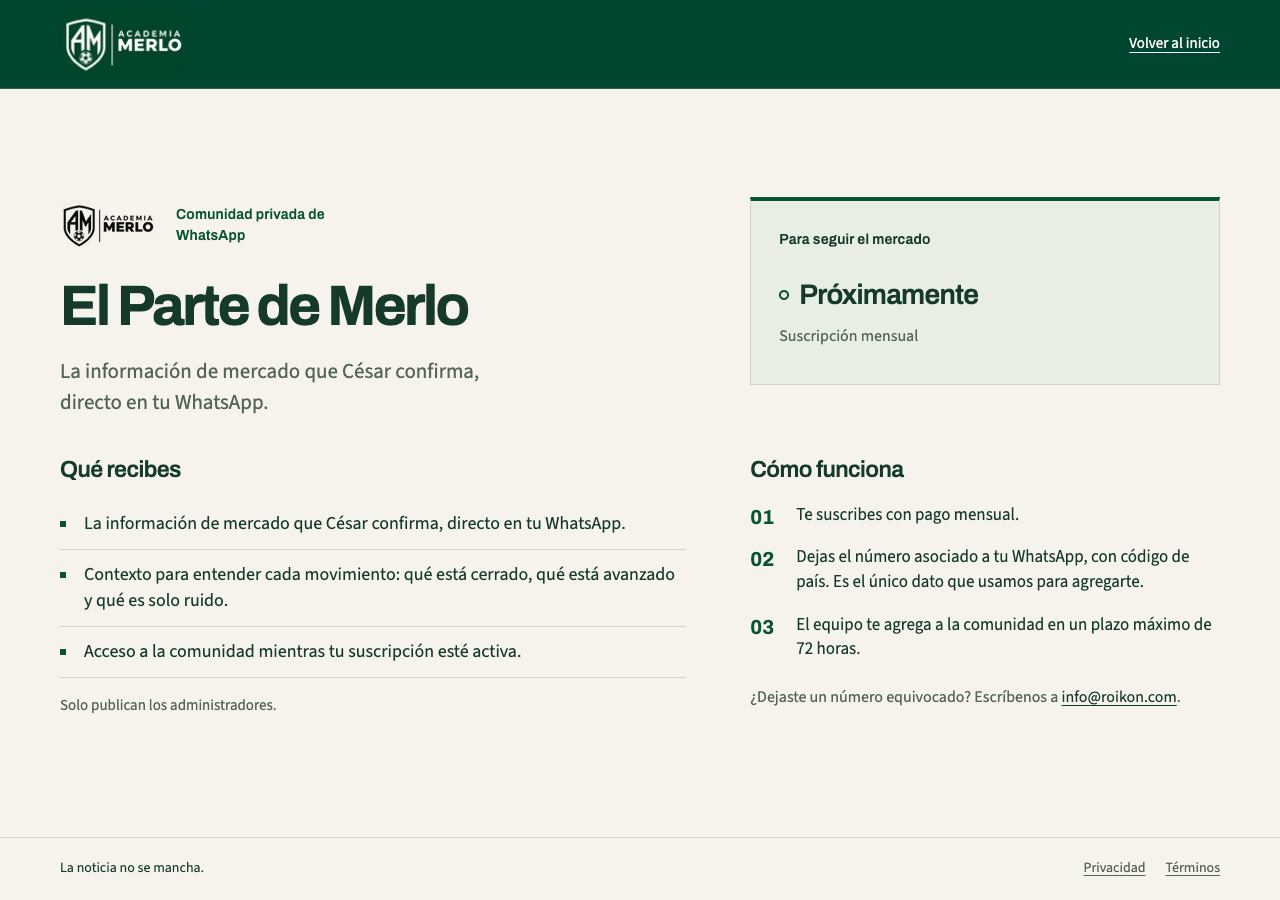 AM ACADEMIA
MERLO
Volver al inicio
AM ACADEMIA
MERLO
Comunidad privada de
WhatsApp
El Parte de Merlo
La información de mercado que César confirma,
directo en tu WhatsApp.
Para seguir el mercado
Próximamente
Suscripción mensual
Qué recibes
La información de mercado que César confirma, directo en tu WhatsApp.
Contexto para entender cada movimiento: qué está cerrado, qué está avanzado
y qué es solo ruido.
Acceso a la comunidad mientras tu suscripción esté activa.
Solo publican los administradores.
Cómo funciona
01 Te suscribes con pago mensual.
02 Dejas el número asociado a tu WhatsApp, con código de
país. Es el único dato que usamos para agregarte.
03 El equipo te agrega a la comunidad en un plazo máximo de
72 horas.
¿Dejaste un número equivocado? Escríbenos a info@roikon.com.
La noticia no se mancha.
Privacidad Términos